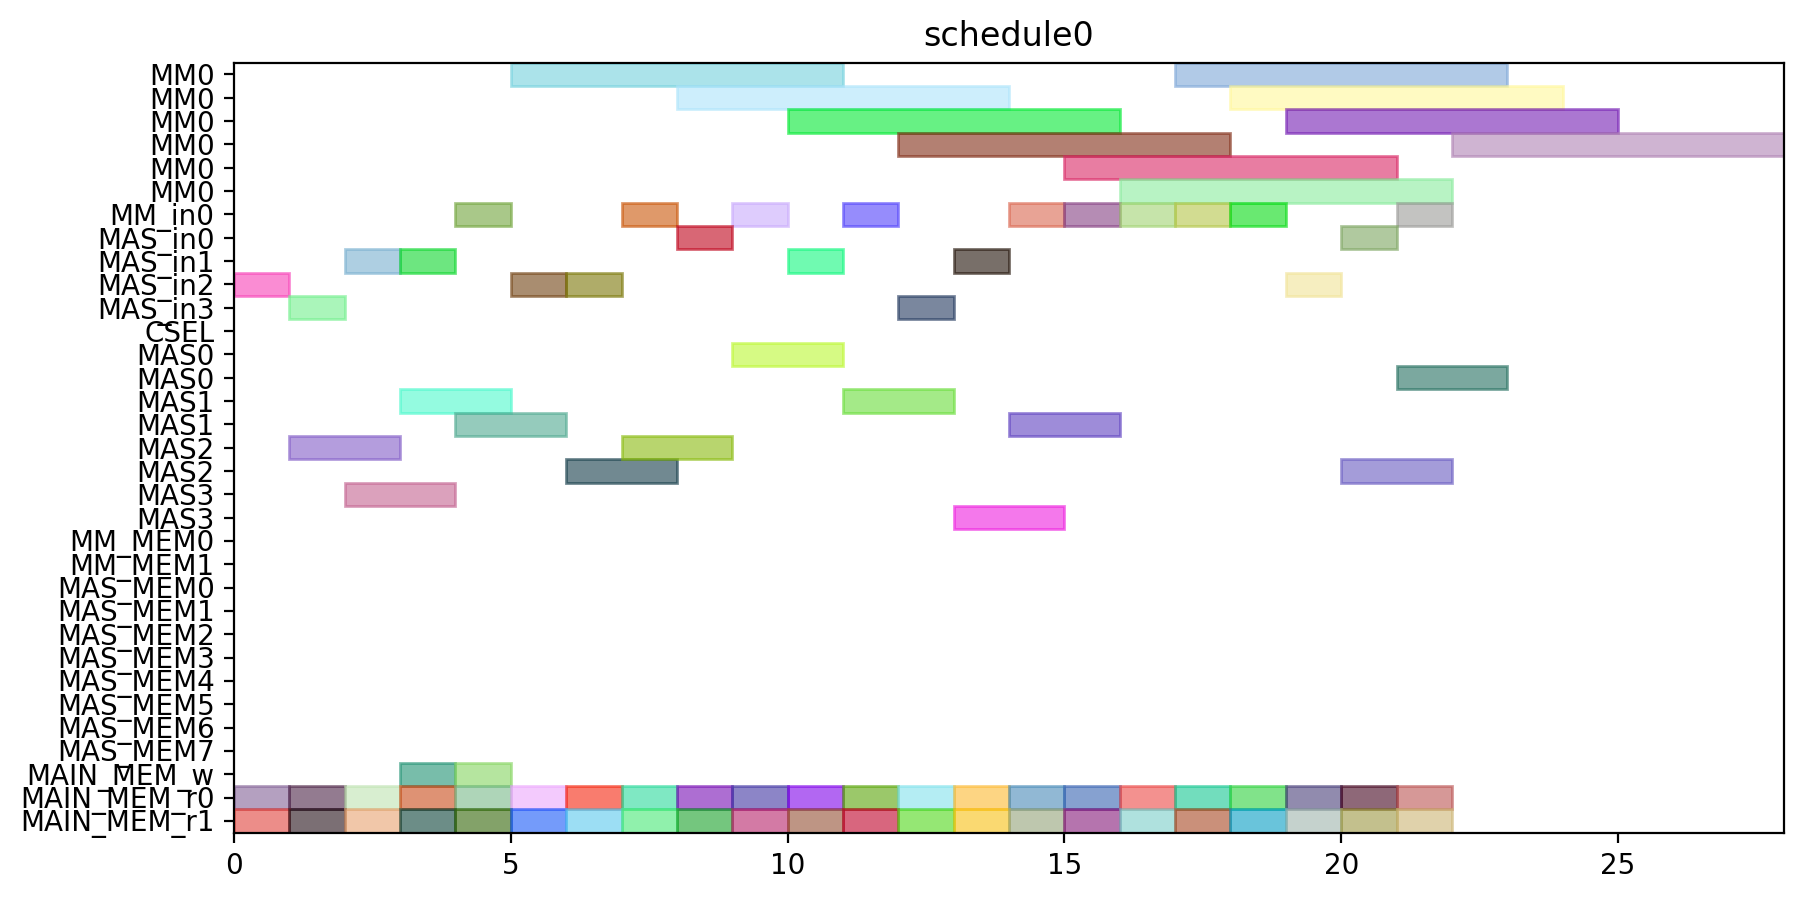 schedule0
MM0
MM0
MM0
MM0
MM0
MM0
MM_in0
MAS_in0
MAS_in1
MAS_in2
MAS_in3
CSEL
MAS0
MAS0
MAS1
MAS1
MAS2
MAS2
MAS3
MAS3
MM_MEM0
MM_MEM1
MAS_MEM0
MAS_MEM1
MAS_MEM2
MAS_MEM3
MAS_MEM4
MAS_MEM5
MAS_MEM6
MAS_MEM7
MAIN_MEM_w
MAIN_MEM_r0
MAIN_MEM_r1
0 5 10 15 20 25